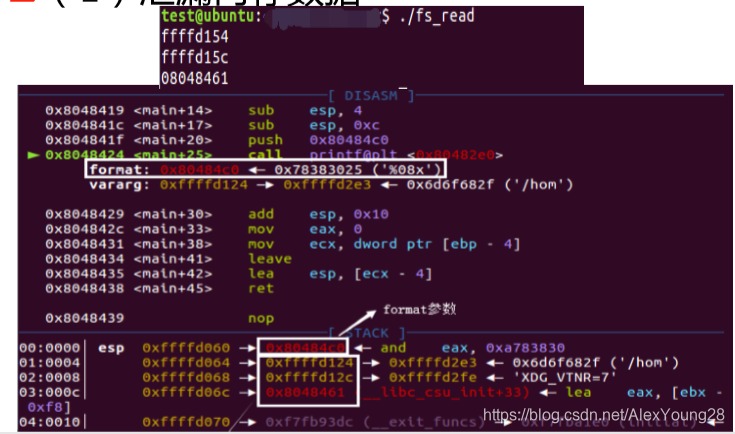 (2)泄漏内存数据
test@ubuntu: $ ./fs_read
ffffd154
ffffd15c
08048461
[ DISASM ]
0x8048419 <main+14> sub esp, 4
0x804841c <main+17> sub esp, 0xc
0x804841f <main+20> push 0x80484c0
► 0x8048424 <main+25> call printf@plt <0x80482e0>
format: 0x80484c0 ◂— 0x78383025 ('%08x')
vararg: 0xffffd124 —▸ 0xffffd2e3 ◂— 0x6d6f682f ('/hom')
0x8048429 <main+30> add esp, 0x10
0x804842c <main+33> mov eax, 0
0x8048431 <main+38> mov ecx, dword ptr [ebp - 4]
0x8048434 <main+41> leave
0x8048435 <main+42> lea esp, [ecx - 4]
0x8048438 <main+45> ret
0x8048439 nop
format参数
[ STACK ]
00:0000│ esp 0xffffd060 —▸ 0x80484c0 ◂— and eax, 0xa783830
01:0004│ 0xffffd064 —▸ 0xffffd124 —▸ 0xffffd2e3 ◂— 0x6d6f682f ('/hom')
02:0008│ 0xffffd068 —▸ 0xffffd12c —▸ 0xffffd2fe ◂— 'XDG_VTNR=7'
03:000c│ 0xffffd06c —▸ 0x8048461 __libc_csu_init+33) ◂— lea eax, [ebx -
0xf8]
04:0010│ 0xffffd070 —▸ 0xf7fb93dc (__exit_funcs) —▸ 0xf7fba1e0 (initial) ◂—
https://blog.csdn.net/AlexYoung28